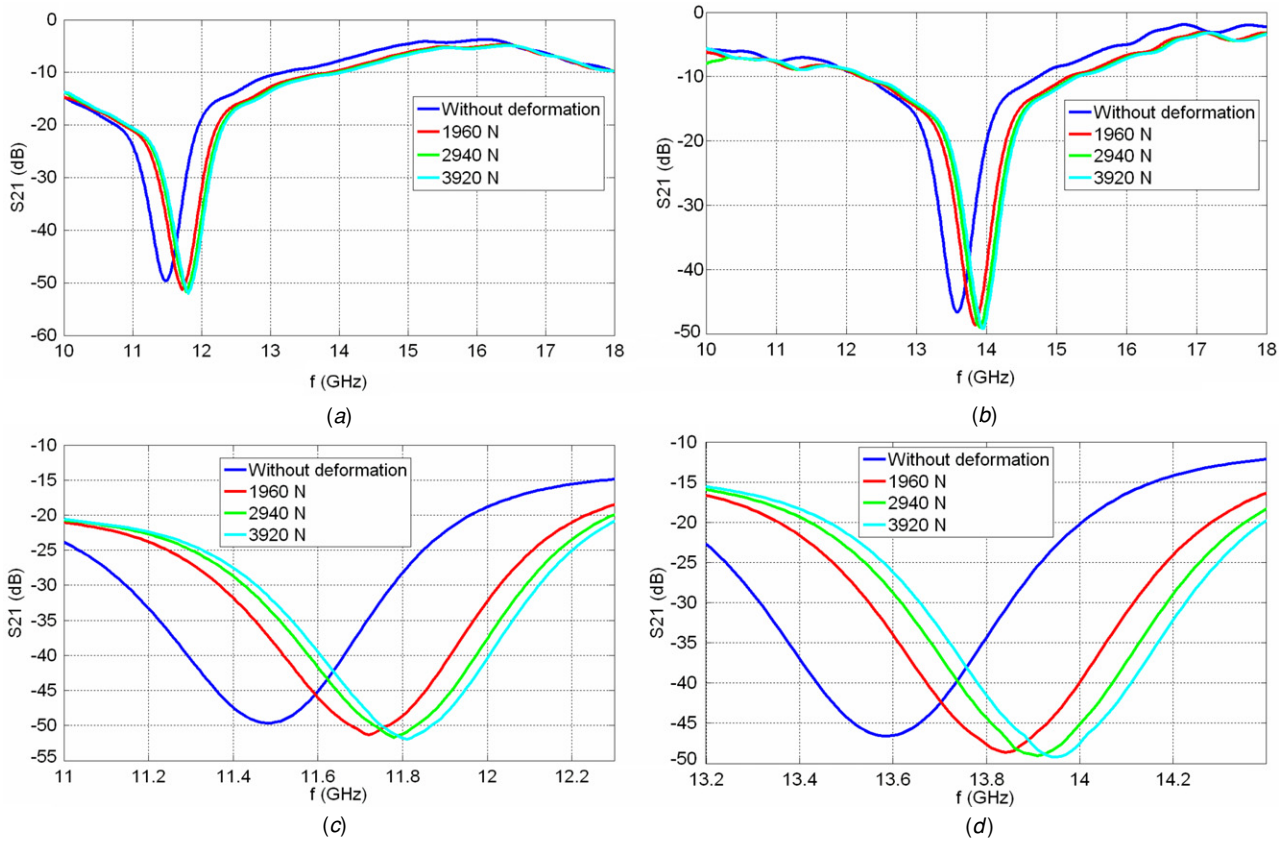 0
-10
-20
-30
-40
-50
-60
S21 (dB)
10 11 12 13 14 15 16 17 18
f (GHz)
Without deformation
1960 N
2940 N
3920 N
(a)
0
-10
-20
-30
-40
-50
S21 (dB)
10 11 12 13 14 15 16 17 18
f (GHz)
Without deformation
1960 N
2940 N
3920 N
(b)
-10
-15
-20
-25
-30
-35
-40
-45
-50
-55
S21 (dB)
11 11.2 11.4 11.6 11.8 12 12.2
f (GHz)
Without deformation
1960 N
2940 N
3920 N
(c)
-10
-15
-20
-25
-30
-35
-40
-45
-50
S21 (dB)
13.2 13.4 13.6 13.8 14 14.2
f (GHz)
Without deformation
1960 N
2940 N
3920 N
(d)